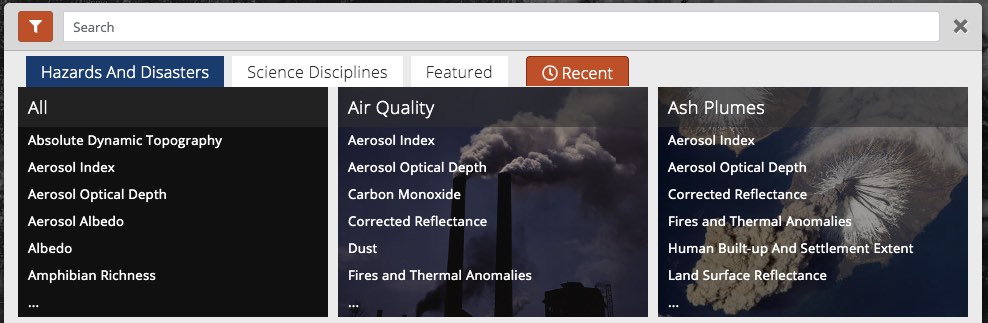 Search
Hazards And Disasters
Science Disciplines
Featured
Recent
All
Absolute Dynamic Topography
Aerosol Index
Aerosol Optical Depth
Aerosol Albedo
Albedo
Amphibian Richness
...
Air Quality
Aerosol Index
Aerosol Optical Depth
Carbon Monoxide
Corrected Reflectance
Dust
Fires and Thermal Anomalies
...
Ash Plumes
Aerosol Index
Aerosol Optical Depth
Corrected Reflectance
Fires and Thermal Anomalies
Human Built-up And Settlement Extent
Land Surface Reflectance
...